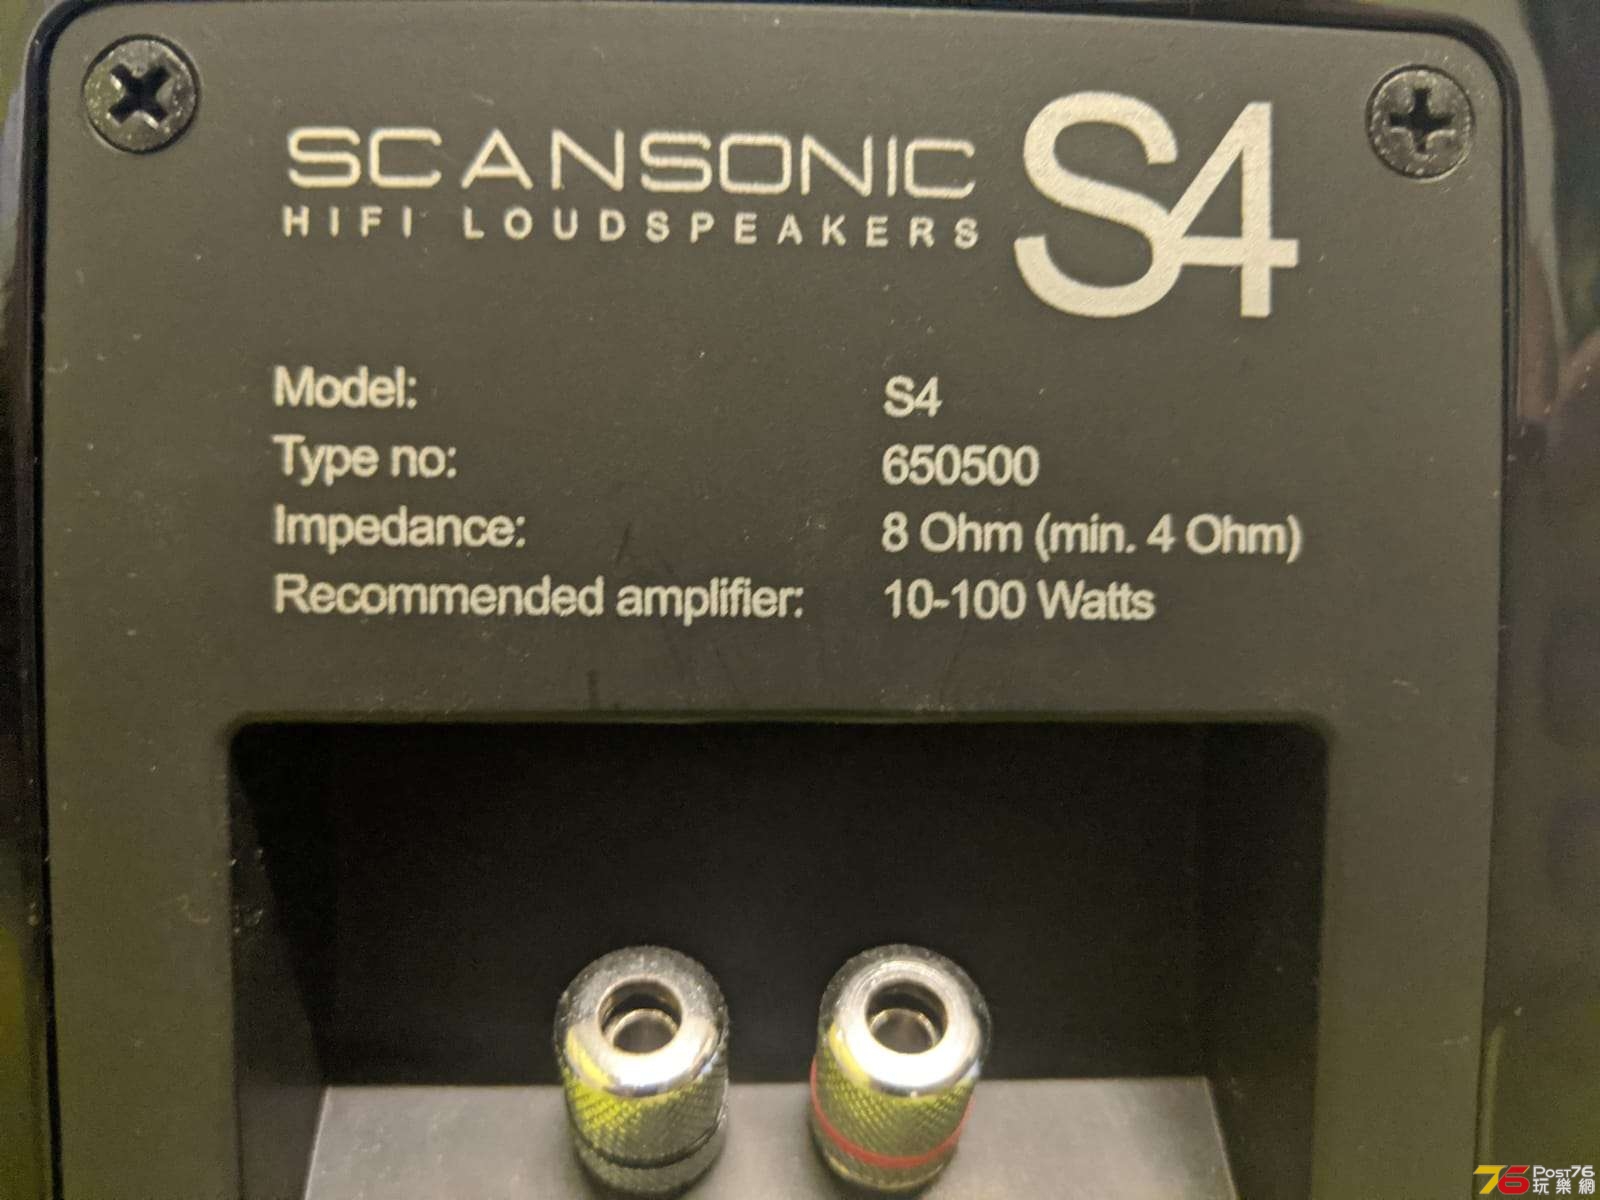 SCANSONIC S4
HIFI LOUDSPEAKERS
Model: S4
Type no: 650500
Impedance: 8 Ohm (min. 4 Ohm)
Recommended amplifier: 10-100 Watts
76 POST76
玩樂網